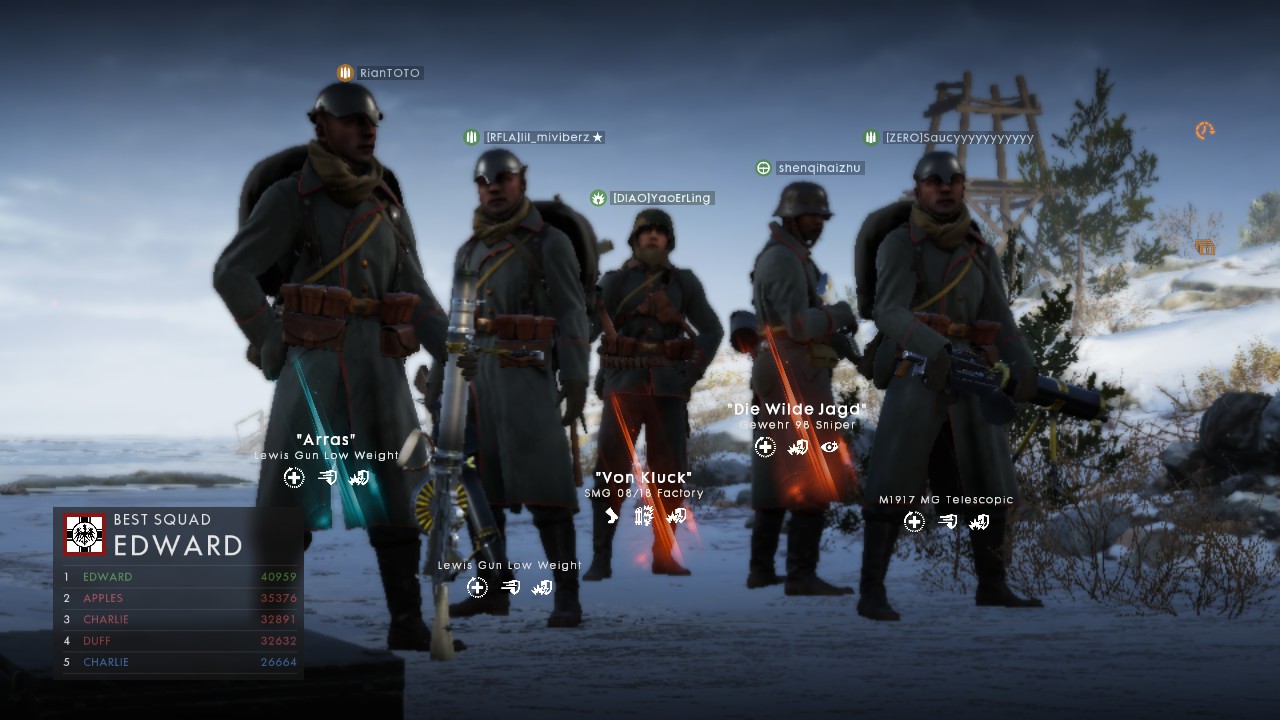 RianTOTO
[RFLA]lil_miviberz ★
[ZERO]Saucyyyyyyyyyyy
shenqihaizhu
[DIAO]YaoErLing
"Die Wilde Jagd"
Gewehr 98 Sniper
"Arras"
Lewis Gun Low Weight
"Von Kluck"
SMG 08/18 Factory
M1917 MG Telescopic
Lewis Gun Low Weight
BEST SQUAD
EDWARD
1 EDWARD 40959
2 APPLES 35376
3 CHARLIE 32891
4 DUFF 32632
5 CHARLIE 26664